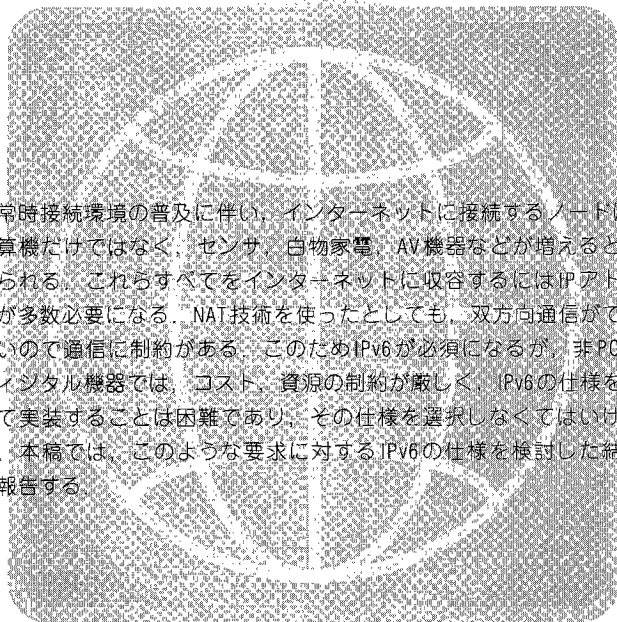 常時接続環境の普及に伴い，インターネットに接続するノードに
算機だけではなく，センサ，白物家電，AV機器などが増えると
られる．これらすべてをインターネットに収容するにはIPアド
が多数必要になる．NAT技術を使ったとしても，双方向通信がで
いので通信に制約がある．このためIPv6が必須になるが，非PC
ィジタル機器では，コスト，資源の制約が厳しく，IPv6の仕様を
て実装することは困難であり，その仕様を選択しなくてはいけ
．本稿では，このような要求に対するIPv6の仕様を検討した結
報告する．